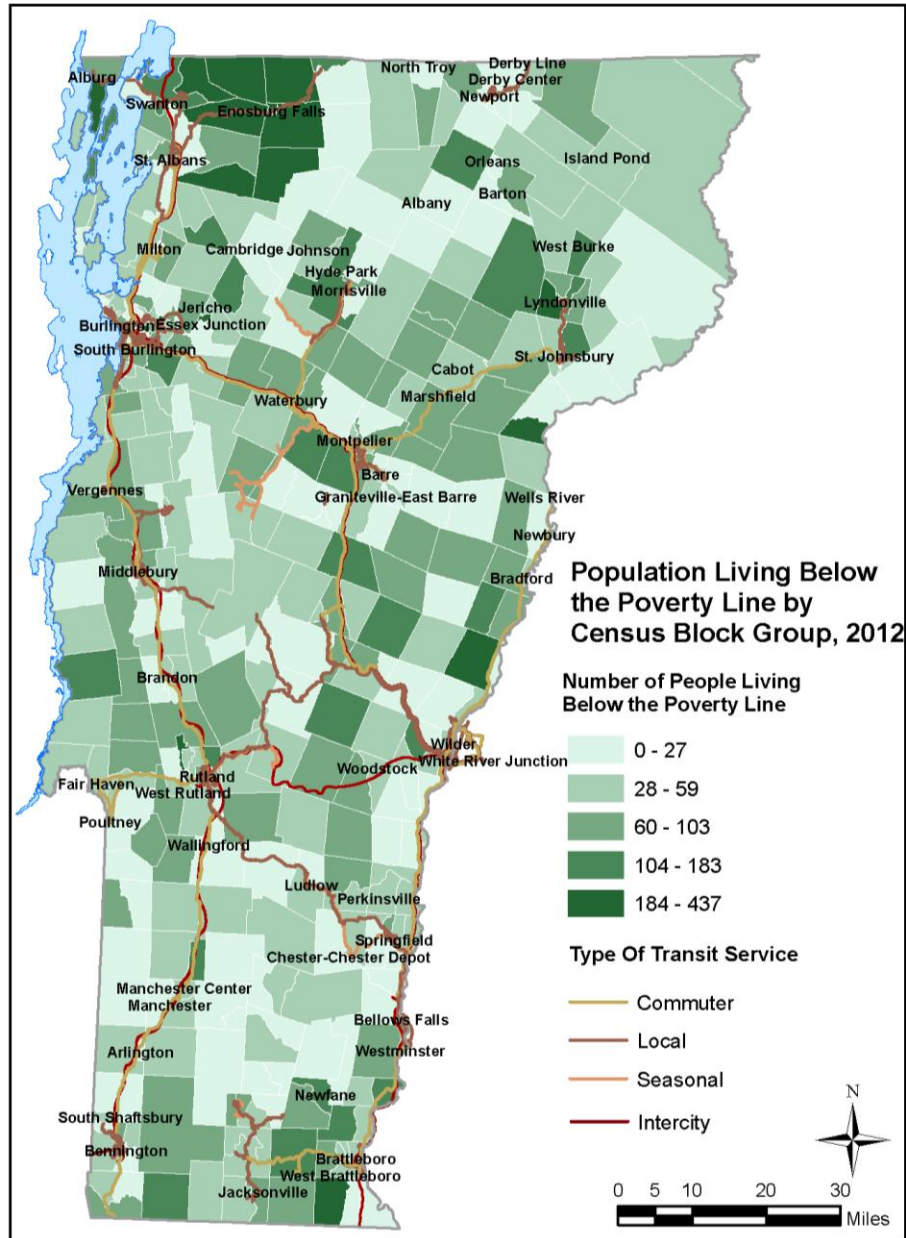 North Troy
Derby Line
Derby Center
Newport
Alburg
Swanton
Enosburg Falls
St. Albans
Orleans
Island Pond
Barton
Albany
Milton
Cambridge
Johnson
West Burke
Hyde Park
Morrisville
Lyndonville
Jericho
Burlington
Essex Junction
South Burlington
St. Johnsbury
Cabot
Waterbury
Marshfield
Montpelier
Barre
Vergennes
Graniteville-East Barre
Wells River
Newbury
Middlebury
Bradford
Brandon
Wilder
White River Junction
Woodstock
Rutland
Fair Haven
West Rutland
Poultney
Wallingford
Ludlow
Perkinsville
Springfield
Chester-Chester Depot
Manchester Center
Manchester
Bellows Falls
Arlington
Westminster
Newfane
South Shaftsbury
Bennington
Brattleboro
West Brattleboro
Jacksonville
Population Living Below
the Poverty Line by
Census Block Group, 2012
Number of People Living
Below the Poverty Line
0 - 27
28 - 59
60 - 103
104 - 183
184 - 437
Type Of Transit Service
Commuter
Local
Seasonal
Intercity
N
0 5 10 20 30
Miles